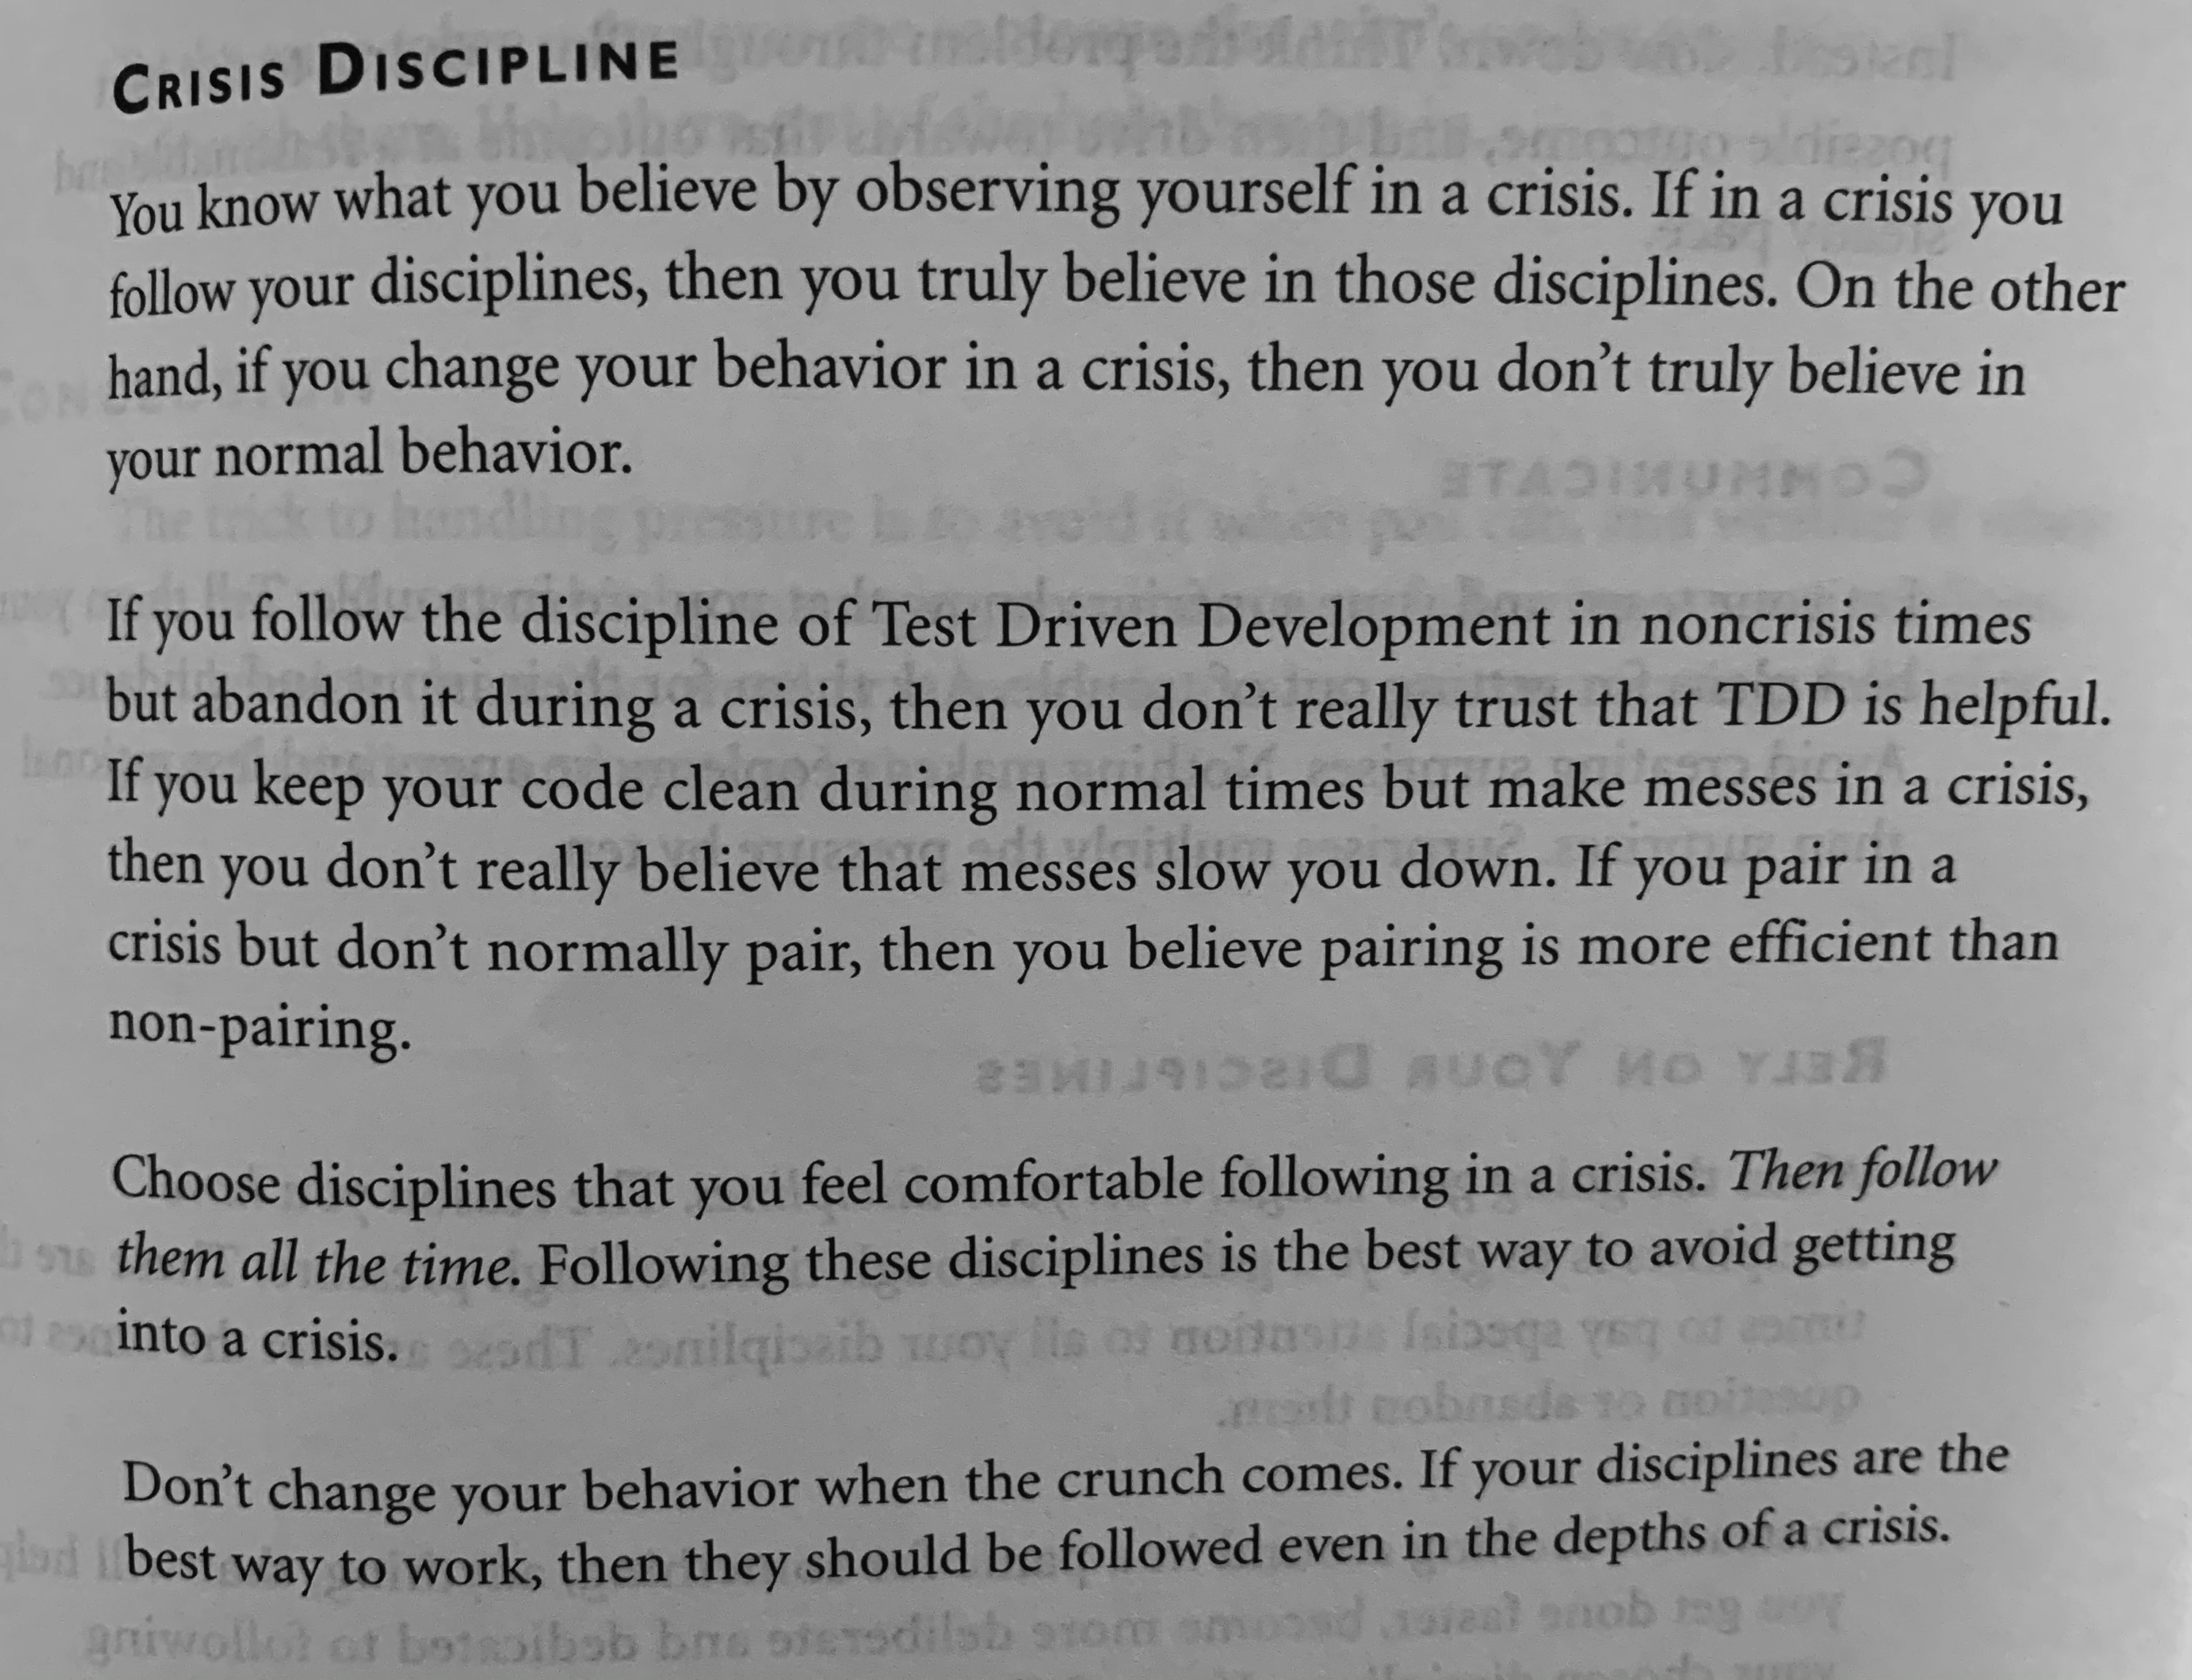 CRISIS DISCIPLINE
You know what you believe by observing yourself in a crisis. If in a crisis you
follow your disciplines, then you truly believe in those disciplines. On the other
hand, if you change your behavior in a crisis, then you don't truly believe in
your normal behavior.
If you follow the discipline of Test Driven Development in noncrisis times
but abandon it during a crisis, then you don't really trust that TDD is helpful.
If you keep your code clean during normal times but make messes in a crisis,
then you don't really believe that messes slow you down. If you pair in a
crisis but don't normally pair, then you believe pairing is more efficient than
non-pairing.
Choose disciplines that you feel comfortable following in a crisis. Then follow
them all the time. Following these disciplines is the best way to avoid getting
into a crisis.
Don't change your behavior when the crunch comes. If your disciplines are the
best way to work, then they should be followed even in the depths of a crisis.